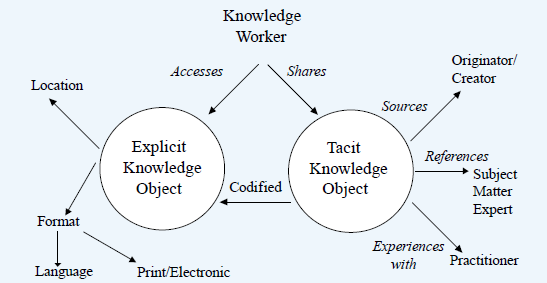 Knowledge
Worker
Accesses
Shares
Originator/
Creator
Location
Sources
Explicit
Knowledge
Object
Tacit
Knowledge
Object
References
Subject
Matter
Expert
Codified
Format
Experiences
with
Practitioner
Language
Print/Electronic